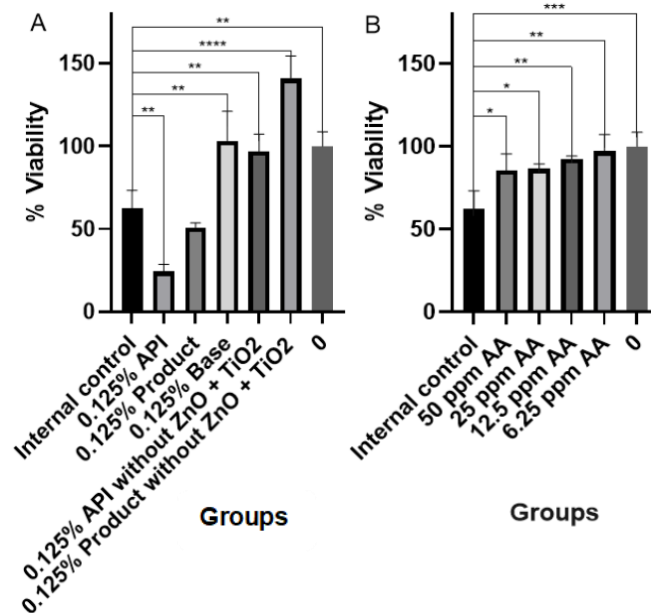 A
**
****
**
**
**
% Viability
150
100
50
0
Internal control
0.125% API
0.125% Product
0.125% Base
0.125% API without ZnO + TiO2
0.125% Product without ZnO + TiO2
0
Groups
B
***
**
**
*
*
% Viability
150
100
50
0
Internal control
50 ppm AA
25 ppm AA
12.5 ppm AA
6.25 ppm AA
0
Groups